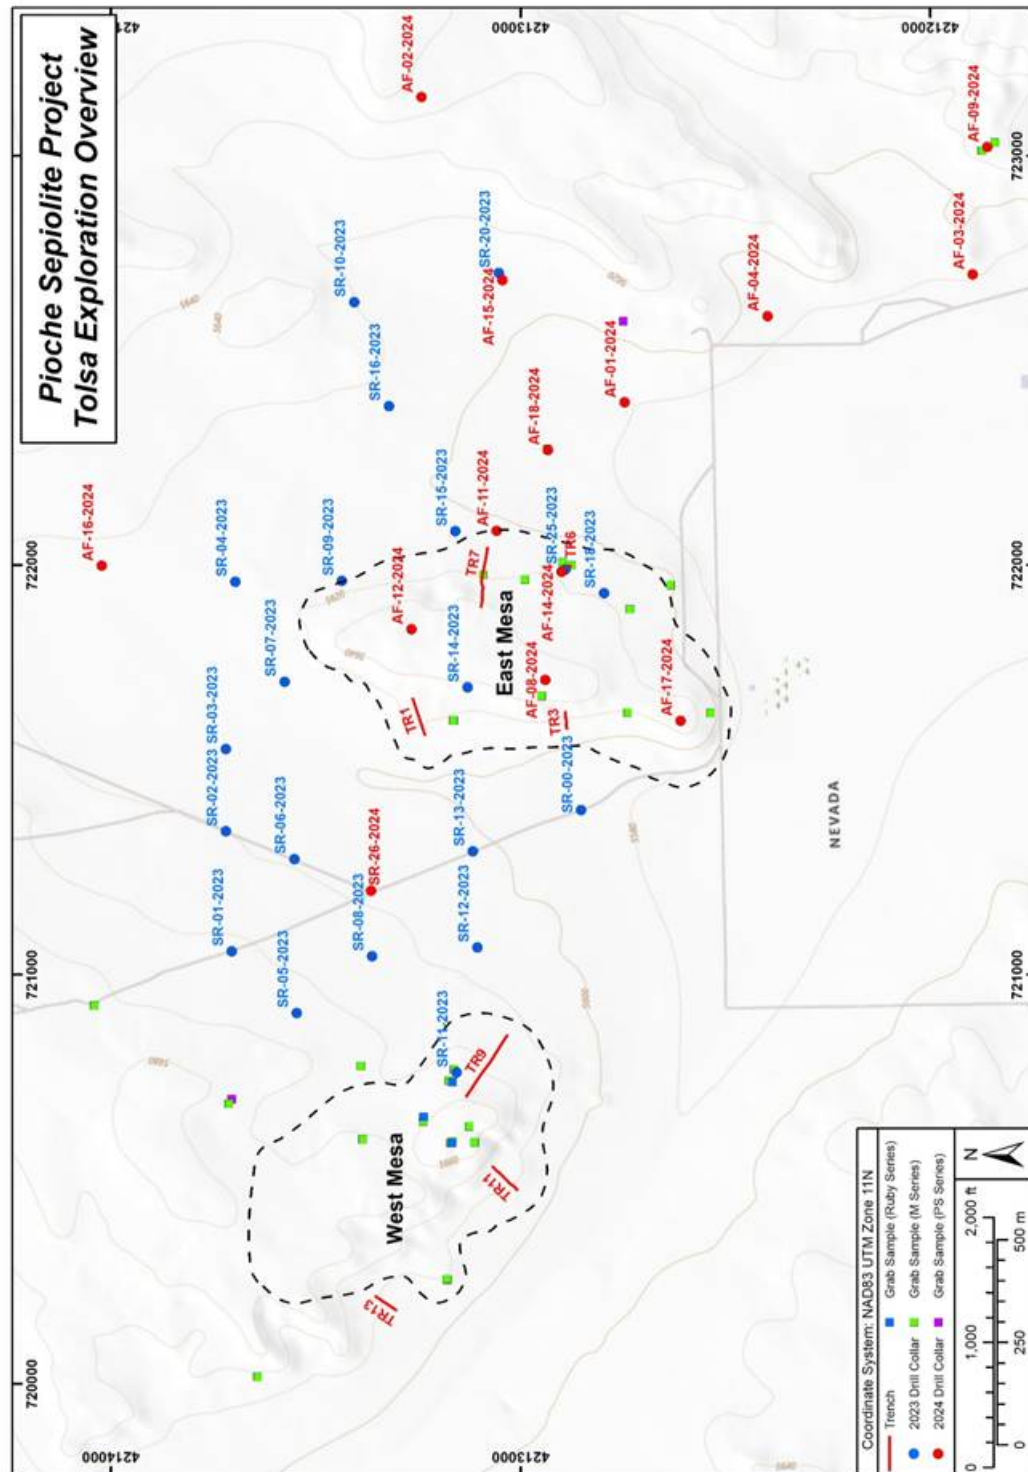 Pioche Sepiolite Project
Tolsa Exploration Overview
720000
721000
722000
4214000
421
AF-16-2024
AF-02-2024
SR-01-2023
SR-02-2023
SR-03-2023
SR-04-2023
SR-05-2023
SR-06-2023
SR-07-2023
SR-09-2023
SR-10-2023
SR-16-2023
SR-08-2023
SR-26-2024
AF-12-2024
TR13
West Mesa
TR1
SR-11-2023
SR-12-2023
SR-13-2023
SR-14-2023
SR-15-2023
TR9
TR7
AF-11-2024
AF-15-2024
SR-20-2023
TR11
East Mesa
4213000
4213000
AF-08-2024
AF-14-2024
AF-18-2024
TR3
SR-25-2023
TR6
SR-00-2023
SR-18-2023
AF-01-2024
AF-17-2024
AF-04-2024
NEVADA
AF-03-2024
AF-09-2024
4212000
Coordinate System: NAD83 UTM Zone 11N
Trench
2023 Drill Collar
2024 Drill Collar
Grab Sample (Ruby Series)
Grab Sample (M Series)
Grab Sample (PS Series)
0 1,000 2,000 ft
0 250 500 m
N
721000
722000
723000